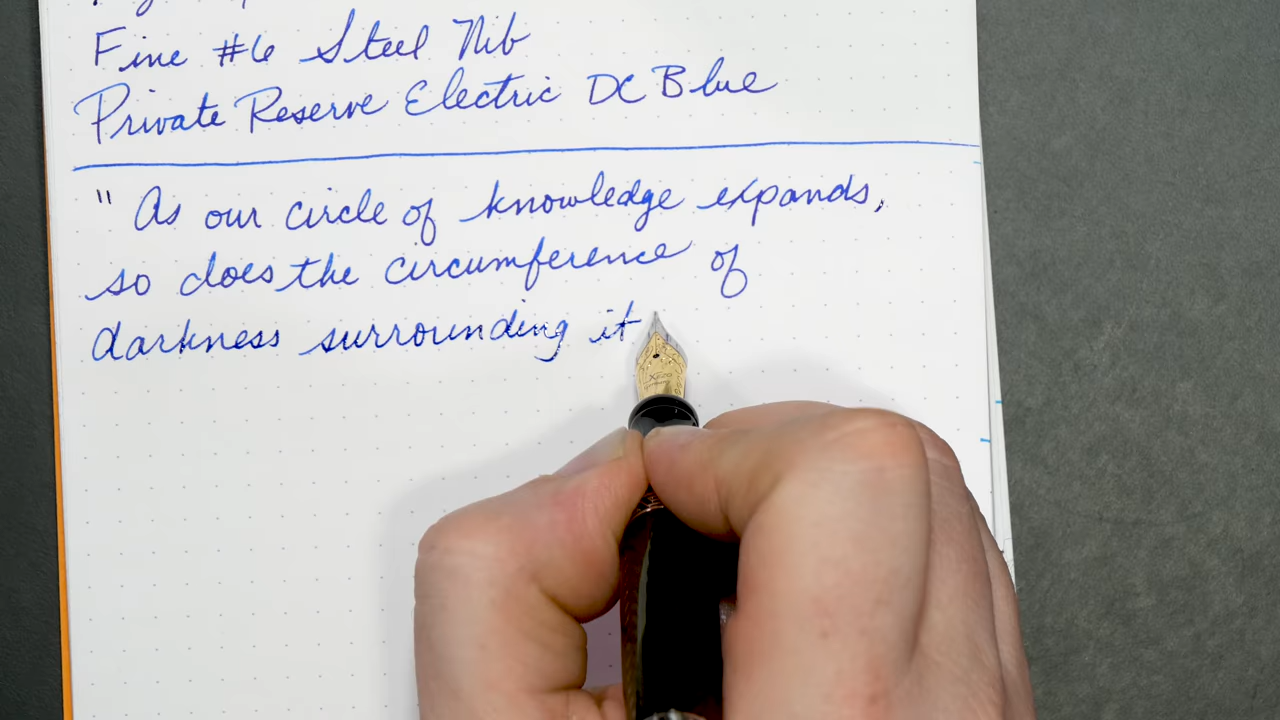 Fine #6 Steel Nib
Private Reserve Electric DC Blue
" As our circle of knowledge expands,
so does the circumference of
darkness surrounding it